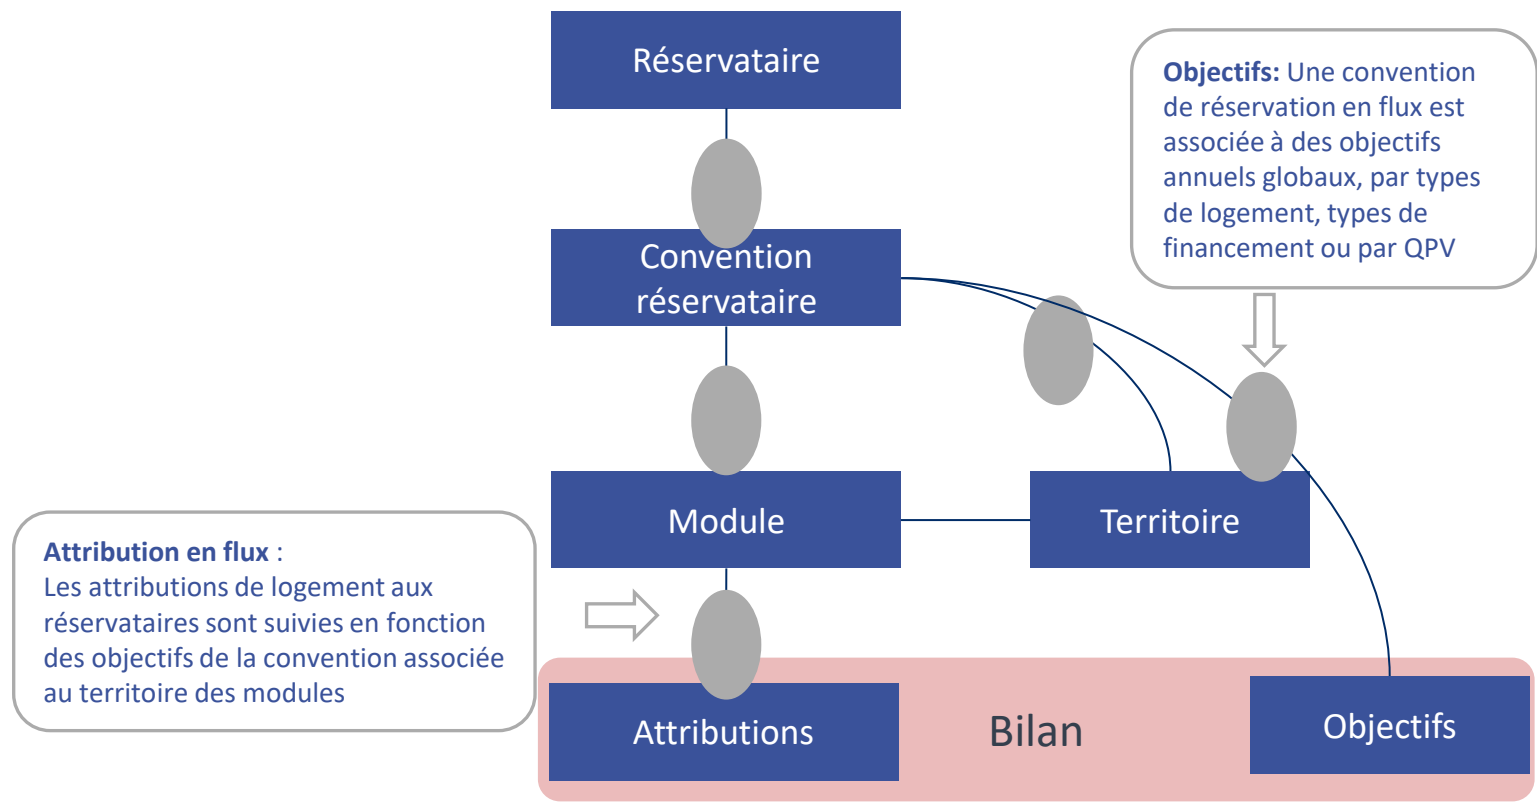 Réservataire
Objectifs: Une convention
de réservation en flux est
associée à des objectifs
annuels globaux, par types
de logement, types de
financement ou par QPV
Convention
réservataire
Module
Territoire
Attribution en flux :
Les attributions de logement aux
réservataires sont suivies en fonction
des objectifs de la convention associée
au territoire des modules
Attributions
Bilan
Objectifs